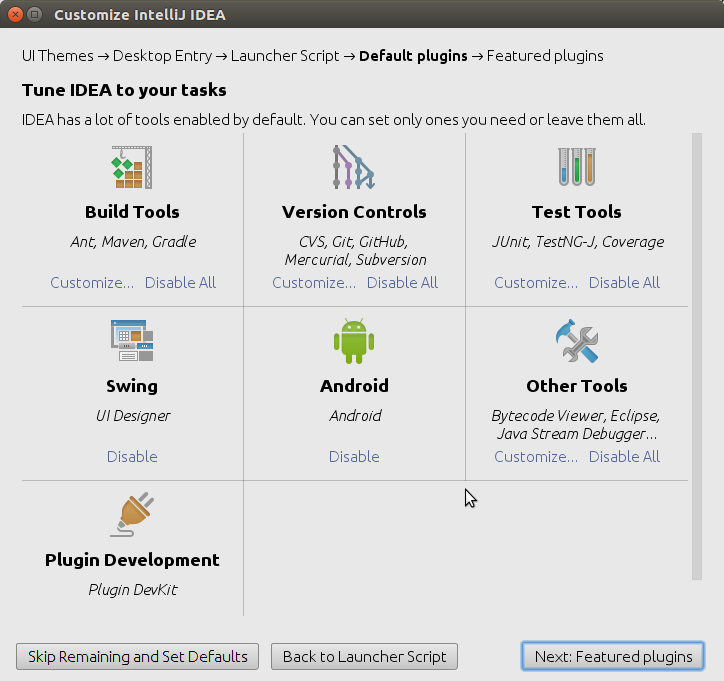 Customize IntelliJ IDEA
UI Themes → Desktop Entry → Launcher Script → Default plugins → Featured plugins
Tune IDEA to your tasks
IDEA has a lot of tools enabled by default. You can set only ones you need or leave them all.
Build Tools
Ant, Maven, Gradle
Customize... Disable All
Version Controls
CVS, Git, GitHub,
Mercurial, Subversion
Customize... Disable All
Test Tools
JUnit, TestNG-J, Coverage
Customize... Disable All
Swing
UI Designer
Disable
Android
Android
Disable
Other Tools
Bytecode Viewer, Eclipse,
Java Stream Debugger...
Customize... Disable All
Plugin Development
Plugin DevKit
Skip Remaining and Set Defaults
Back to Launcher Script
Next: Featured plugins